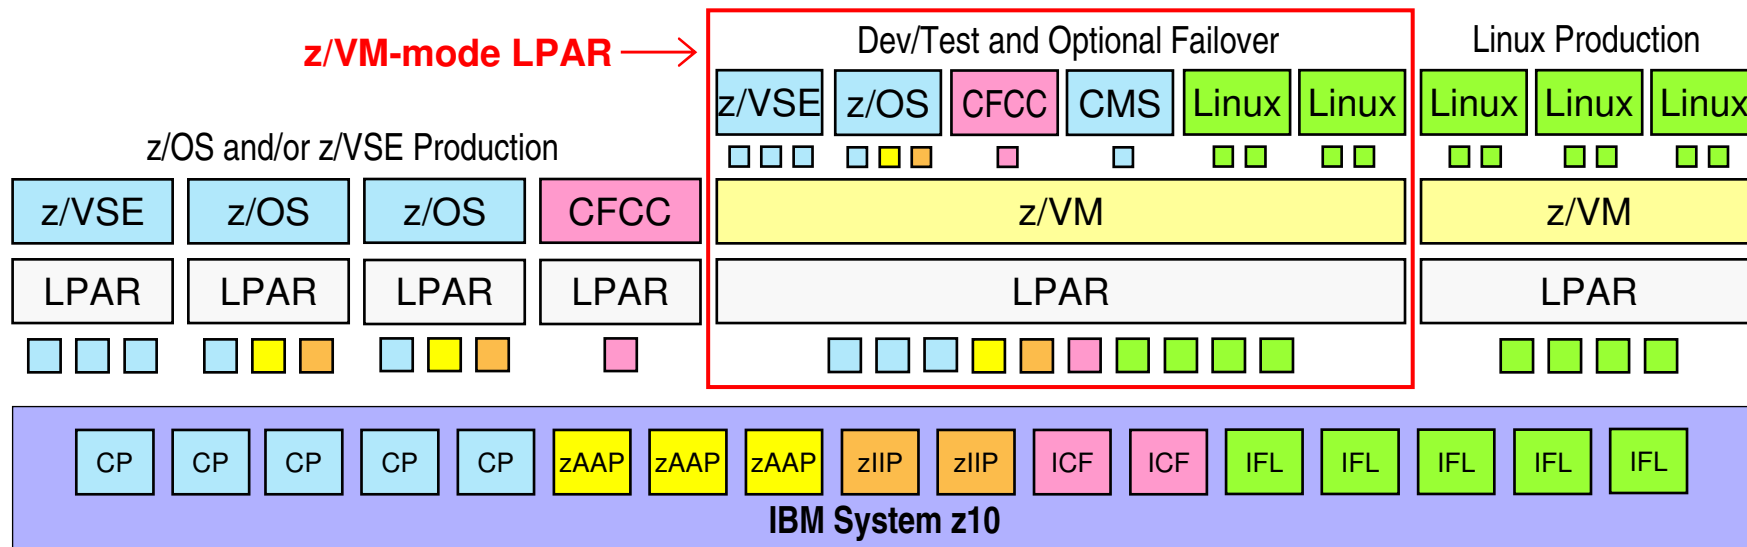 z/VM-mode LPAR
Dev/Test and Optional Failover
Linux Production
z/VSE z/OS CFCC CMS Linux Linux Linux Linux Linux
z/OS and/or z/VSE Production
z/VSE z/OS z/OS CFCC z/VM z/VM
LPAR LPAR LPAR LPAR LPAR LPAR
CP CP CP CP CP zAAP zAAP zAAP zIIP zIIP ICF ICF IFL IFL IFL IFL IFL
IBM System z10